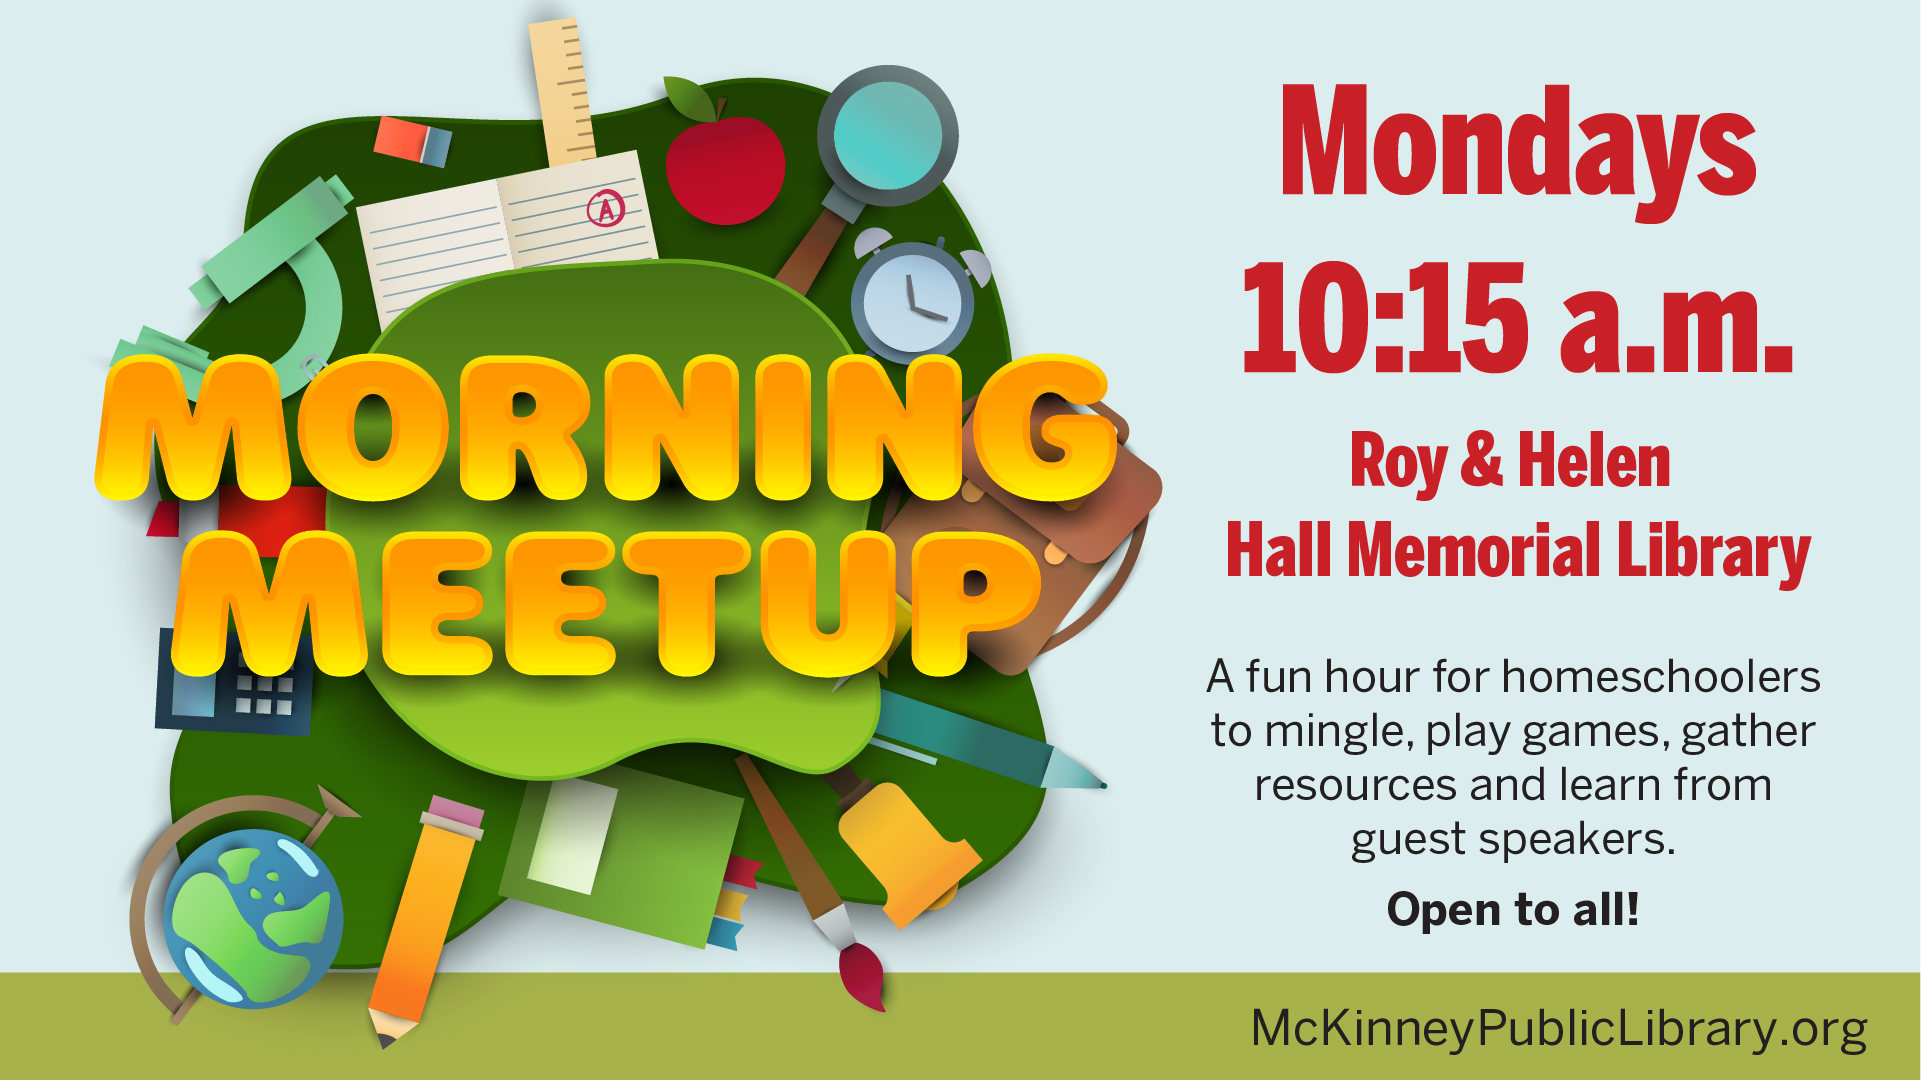 MORNING
MEETUP
A
Mondays
10:15 a.m.
Roy & Helen
Hall Memorial Library
A fun hour for homeschoolers
to mingle, play games, gather
resources and learn from
guest speakers.
Open to all!
McKinneyPublicLibrary.org